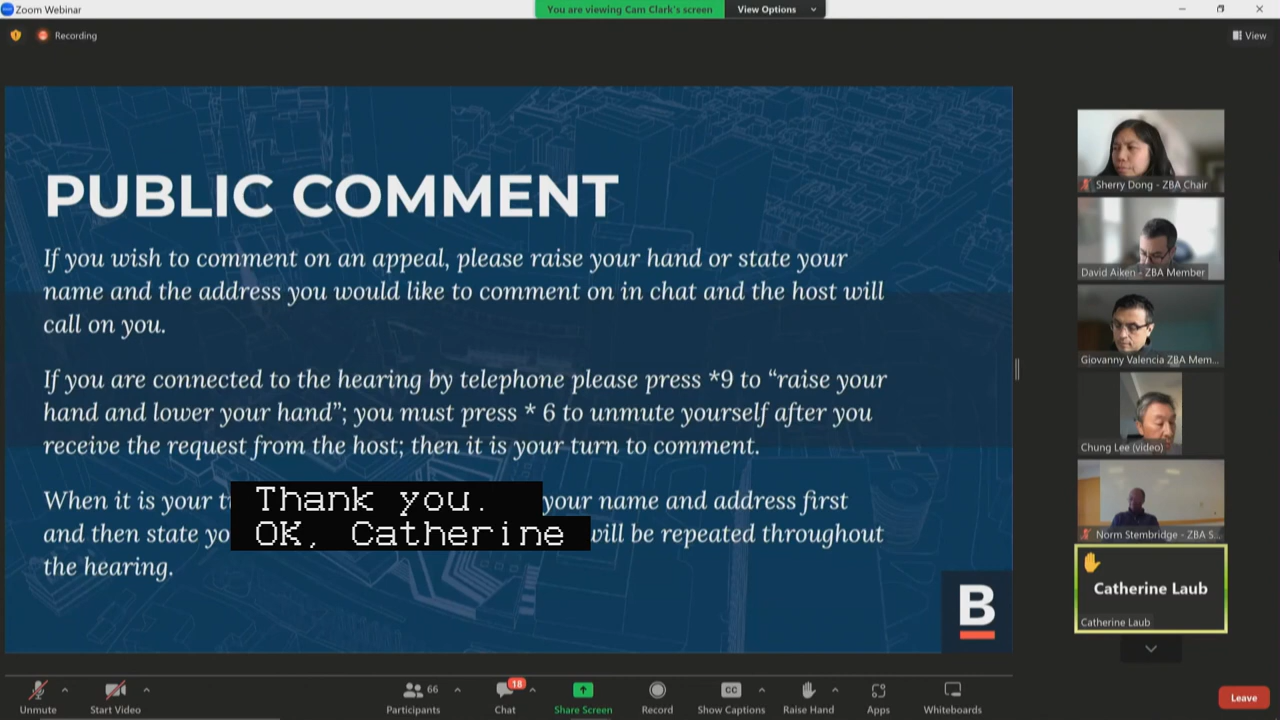 Zoom Webinar
You are viewing Cam Clark's screen
View Options
Recording
View
PUBLIC COMMENT
If you wish to comment on an appeal, please raise your hand or state your
name and the address you would like to comment on in chat and the host will
call on you.
If you are connected to the hearing by telephone please press *9 to “raise your
hand and lower your hand”; you must press * 6 to unmute yourself after you
receive the request from the host; then it is your turn to comment.
When it is your t
your name and address first
and then state yo
will be repeated throughout
the hearing.
Thank you.
OK, Catherine
B
Sherry Dong - ZBA Chair
David Aiken - ZBA Member
Giovanny Valencia ZBA Mem...
Chung Lee (video)
Norm Stembridge - ZBA S...
Catherine Laub
Catherine Laub
Unmute
Start Video
66
Participants
18
Chat
Share Screen
Record
CC
Show Captions
Raise Hand
Apps
Whiteboards
Leave